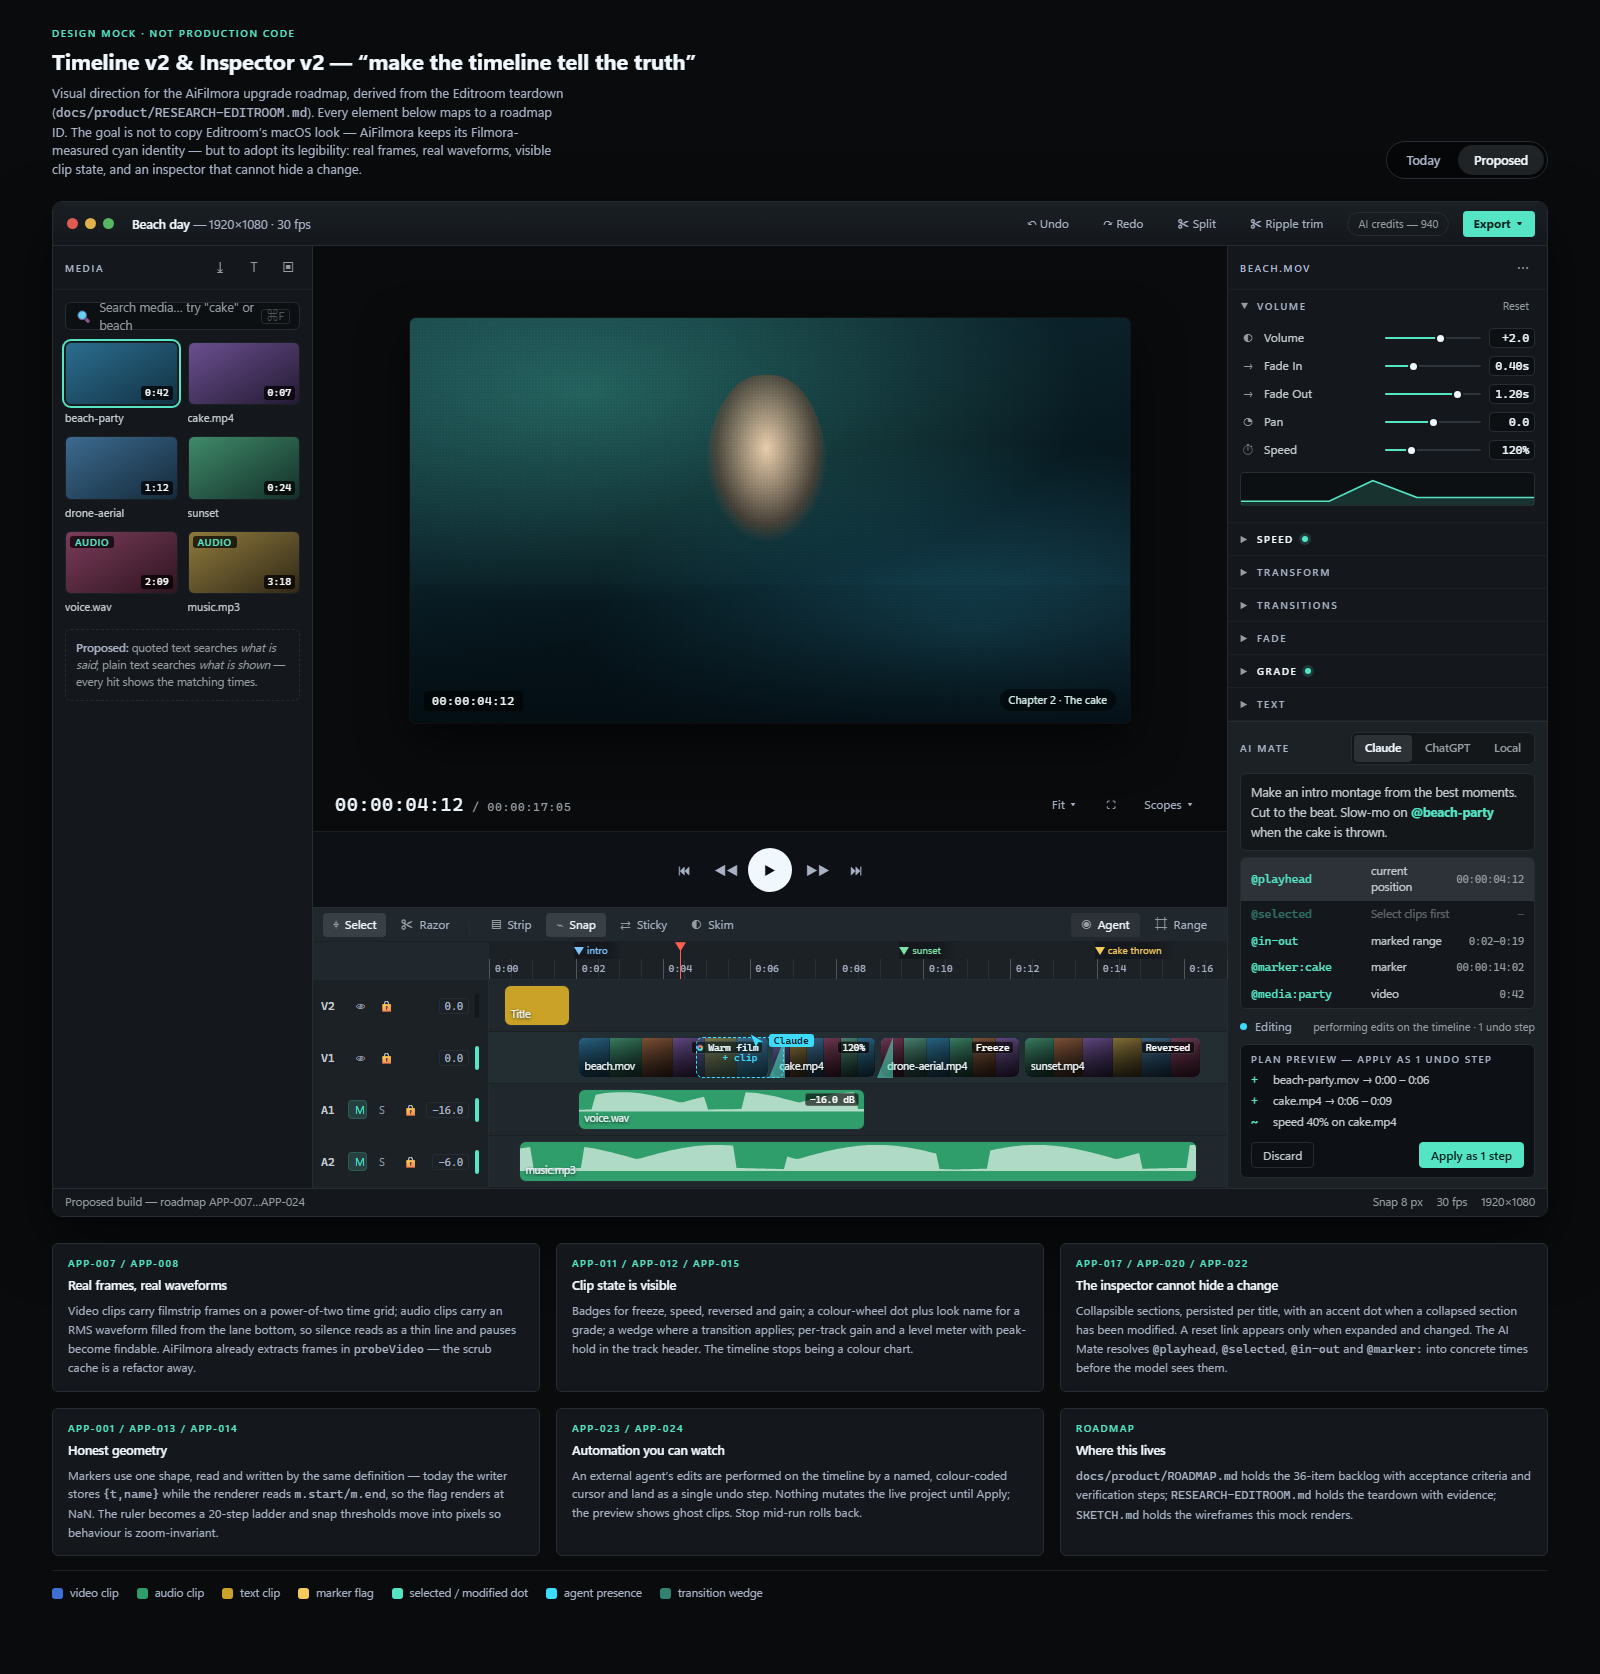 DESIGN MOCK · NOT PRODUCTION CODE
Timeline v2 & Inspector v2 — “make the timeline tell the truth”
Visual direction for the AiFilmora upgrade roadmap, derived from the Editroom teardown
(docs/product/RESEARCH-EDITROOM.md). Every element below maps to a roadmap
ID. The goal is not to copy Editroom's macOS look — AiFilmora keeps its Filmora-
measured cyan identity — but to adopt its legibility: real frames, real waveforms, visible
clip state, and an inspector that cannot hide a change.
Today
Proposed
Beach day — 1920×1080 · 30 fps
Undo
Redo
Split
Ripple trim
AI credits — 940
Export
MEDIA
T
Search media... try "cake" or
beach
⌘F
0:42
beach-party
0:07
cake.mp4
1:12
drone-aerial
0:24
sunset
AUDIO
2:09
voice.wav
AUDIO
3:18
music.mp3
Proposed: quoted text searches what is
said; plain text searches what is shown —
every hit shows the matching times.
00:00:04:12
Chapter 2 · The cake
00:00:04:12 / 00:00:17:05
Fit
Scopes
BEACH.MOV
VOLUME
Reset
Volume
+2.0
Fade In
0.40s
Fade Out
1.20s
Pan
0.0
Speed
120%
SPEED
TRANSFORM
TRANSITIONS
FADE
GRADE
TEXT
AI MATE
Claude
ChatGPT
Local
Make an intro montage from the best moments.
Cut to the beat. Slow-mo on @beach-party
when the cake is thrown.
@playhead
current
position
00:00:04:12
@selected
Select clips first
—
@in-out
marked range
0:02–0:19
@marker:cake
marker
00:00:14:02
@media:party
video
0:42
Editing
performing edits on the timeline · 1 undo step
PLAN PREVIEW — APPLY AS 1 UNDO STEP
+ beach-party.mov → 0:00 – 0:06
+ cake.mp4 → 0:06 – 0:09
~ speed 40% on cake.mp4
Discard
Apply as 1 step
Select
Razor
Strip
Snap
Sticky
Skim
Agent
Range
intro
sunset
cake thrown
0:00
0:02
0:04
0:06
0:08
0:10
0:12
0:14
0:16
V2
0.0
Title
V1
0.0
beach.mov
Warm film
+ clip
Claude
cake.mp4
120%
drone-aerial.mp4
Freeze
sunset.mp4
Reversed
A1
M
S
−16.0
voice.wav
−16.0 dB
A2
M
S
−6.0
music.mp3
Proposed build — roadmap APP-007…APP-024
Snap 8 px
30 fps
1920×1080
APP-007 / APP-008
Real frames, real waveforms
Video clips carry filmstrip frames on a power-of-two time grid; audio clips carry an
RMS waveform filled from the lane bottom, so silence reads as a thin line and pauses
become findable. AiFilmora already extracts frames in probeVideo — the scrub
cache is a refactor away.
APP-011 / APP-012 / APP-015
Clip state is visible
Badges for freeze, speed, reversed and gain; a colour-wheel dot plus look name for a
grade; a wedge where a transition applies; per-track gain and a level meter with peak-
hold in the track header. The timeline stops being a colour chart.
APP-017 / APP-020 / APP-022
The inspector cannot hide a change
Collapsible sections, persisted per title, with an accent dot when a collapsed section
has been modified. A reset link appears only when expanded and changed. The AI
Mate resolves @playhead, @selected, @in-out and @marker: into concrete times
before the model sees them.
APP-001 / APP-013 / APP-014
Honest geometry
Markers use one shape, read and written by the same definition — today the writer
stores {t,name} while the renderer reads m.start/m.end, so the flag renders at
NaN. The ruler becomes a 20-step ladder and snap thresholds move into pixels so
behaviour is zoom-invariant.
APP-023 / APP-024
Automation you can watch
An external agent's edits are performed on the timeline by a named, colour-coded
cursor and land as a single undo step. Nothing mutates the live project until Apply;
the preview shows ghost clips. Stop mid-run rolls back.
ROADMAP
Where this lives
docs/product/ROADMAP.md holds the 36-item backlog with acceptance criteria and
verification steps; RESEARCH-EDITROOM.md holds the teardown with evidence;
SKETCH.md holds the wireframes this mock renders.
video clip
audio clip
text clip
marker flag
selected / modified dot
agent presence
transition wedge